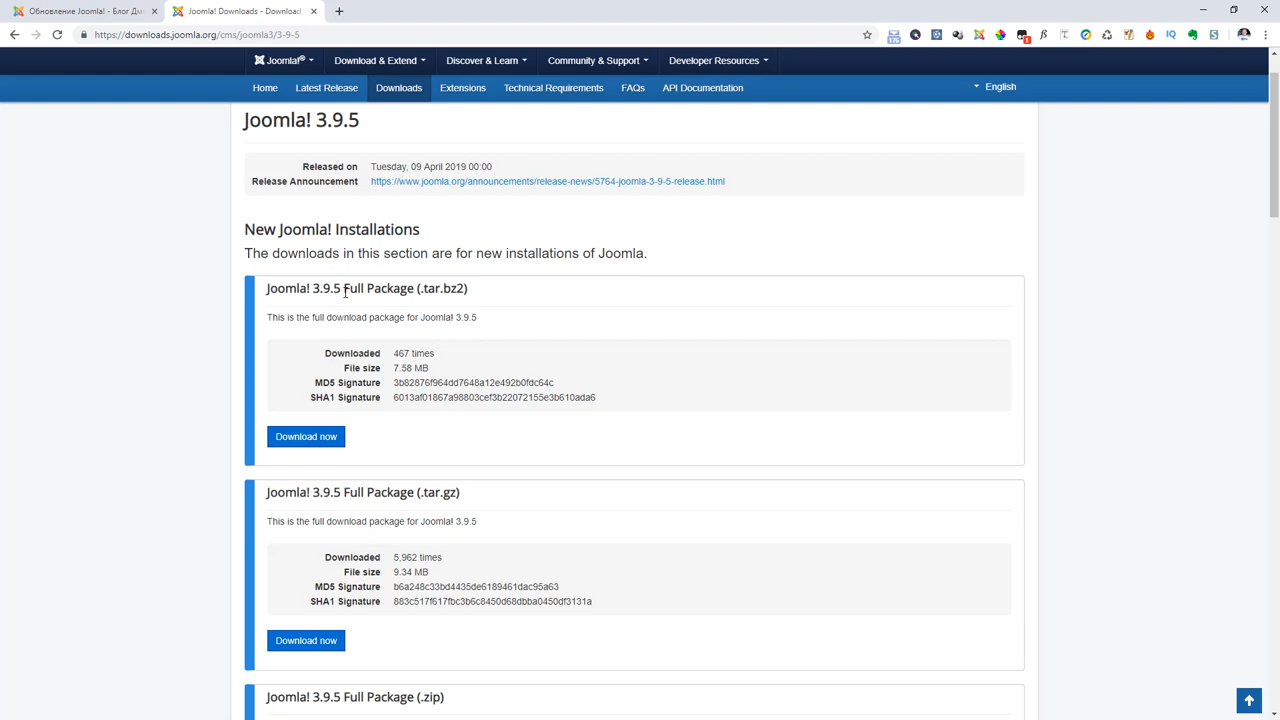 Обновление Joomla! - Блог Дм
Joomla! Downloads - Download
https://downloads.joomla.org/cms/joomla3/3-9-5
Joomla!® Download & Extend Discover & Learn Community & Support Developer Resources
Home Latest Release Downloads Extensions Technical Requirements FAQs API Documentation English
Joomla! 3.9.5
Released on Tuesday, 09 April 2019 00:00
Release Announcement https://www.joomla.org/announcements/release-news/5764-joomla-3-9-5-release.html
New Joomla! Installations
The downloads in this section are for new installations of Joomla.
Joomla! 3.9.5 Full Package (.tar.bz2)
This is the full download package for Joomla! 3.9.5
Downloaded 467 times
File size 7.58 MB
MD5 Signature 3b82876f964dd7648a12e492b0fdc64c
SHA1 Signature 6013af01867a98803cef3b22072155e3b610ada6
Download now
Joomla! 3.9.5 Full Package (.tar.gz)
This is the full download package for Joomla! 3.9.5
Downloaded 5,962 times
File size 9.34 MB
MD5 Signature b6a248c33bd4435de6189461dac95a63
SHA1 Signature 883c517f617fbc3b6c8450d68dbba0450df3131a
Download now
Joomla! 3.9.5 Full Package (.zip)